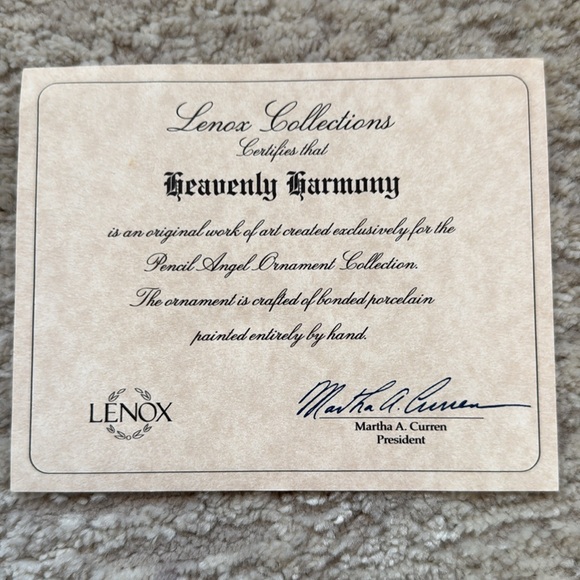 Lenox Collections
Certifies that
Heavenly Harmony
is an original work of art created exclusively for the
Pencil Angel Ornament Collection.
The ornament is crafted of bonded porcelain
painted entirely by hand.
LENOX
Martha A. Curren
Martha A. Curren
President